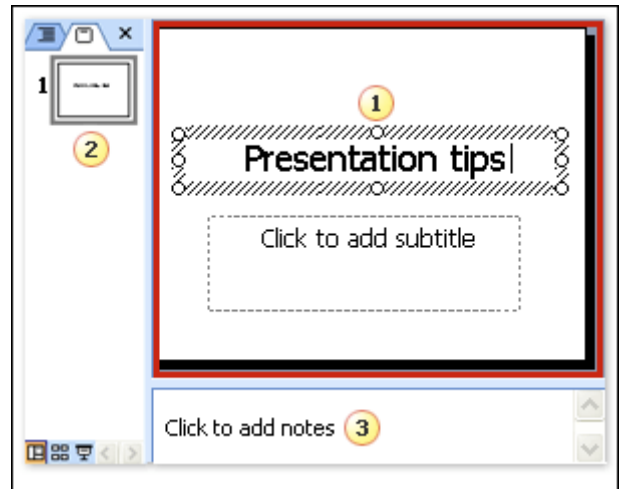 1
1
2
Presentation tips
Click to add subtitle
Click to add notes 3